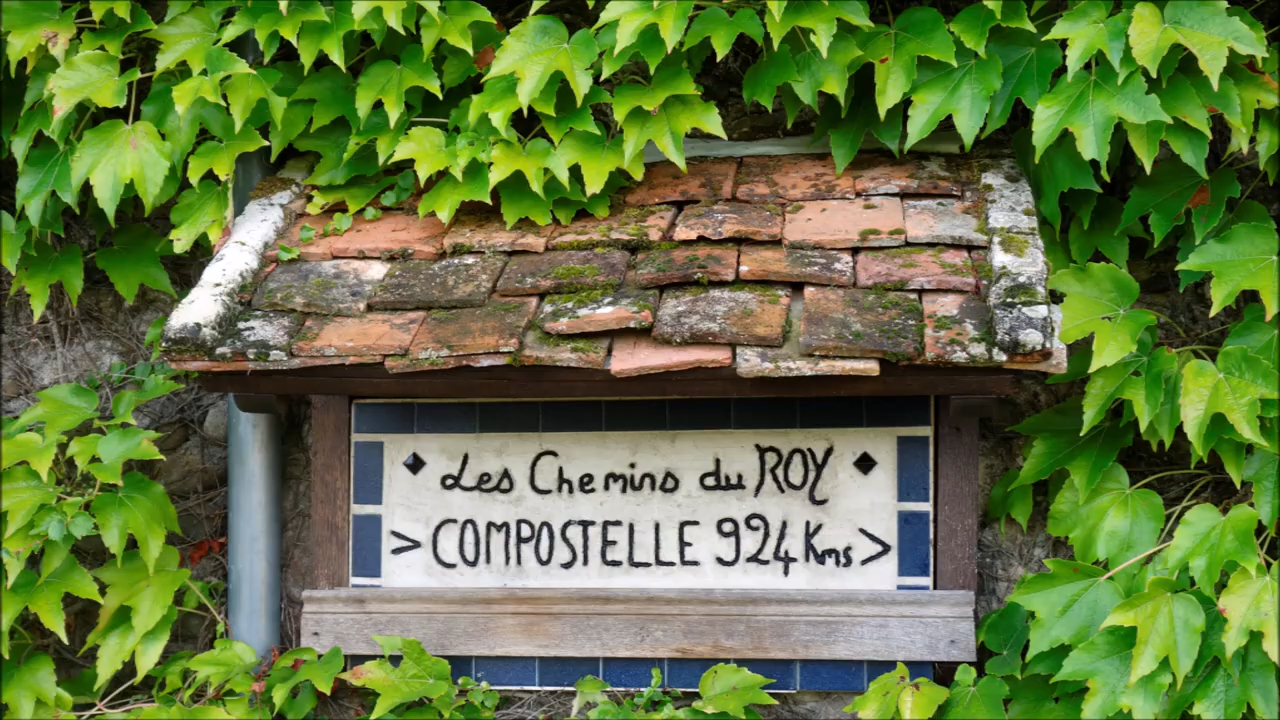 ◆ Les Chemins du ROY ◆
> COMPOSTELLE 924 Kms >